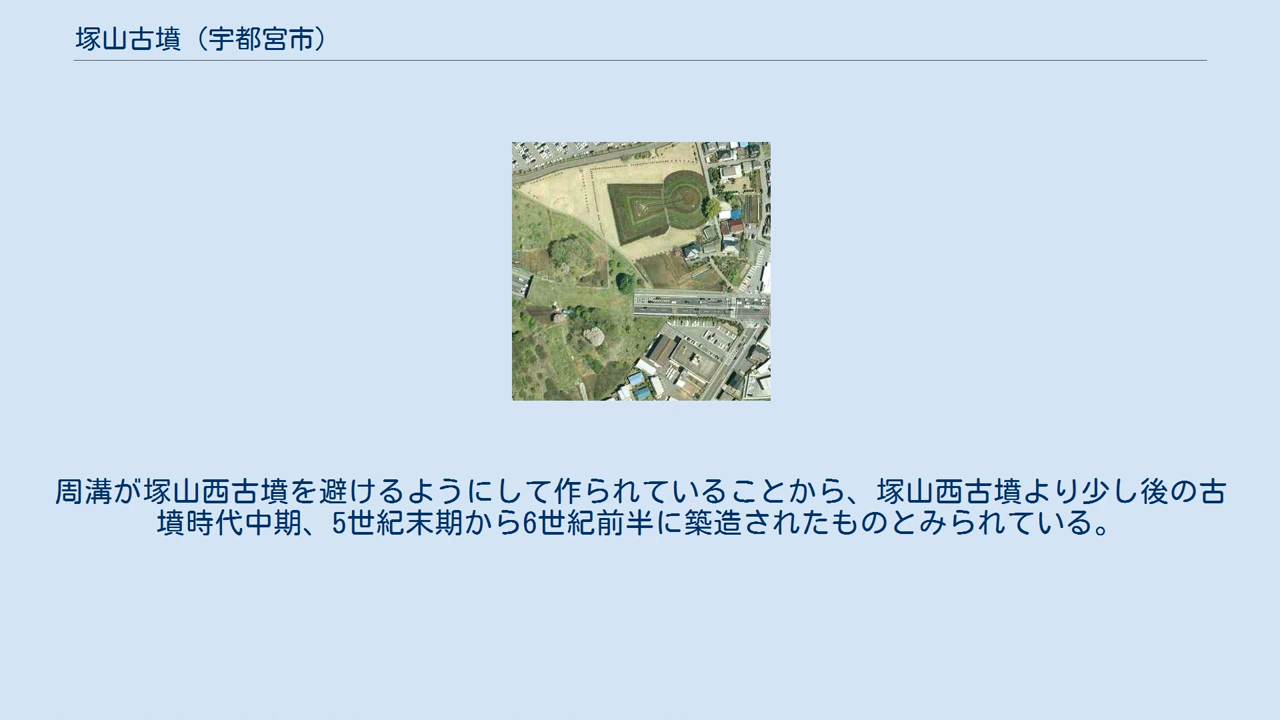 塚山古墳（宇都宮市）
周溝が塚山西古墳を避けるようにして作られていることから、塚山西古墳より少し後の古
墳時代中期、5世紀末期から6世紀前半に築造されたものとみられている。